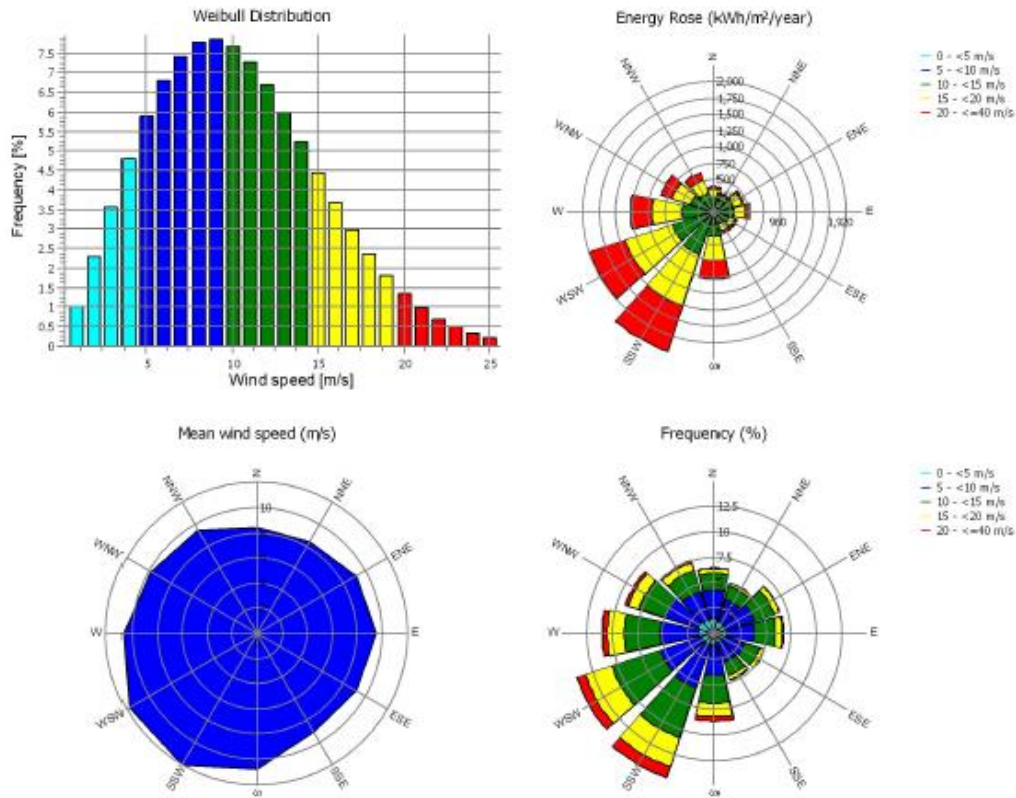 Weibull Distribution
Frequency [%]
7.5
7
6.5
6
5.5
5
4.5
4
3.5
3
2.5
2
1.5
1
0.5
0
5
10
15
20
25
Wind speed [m/s]
Energy Rose (kWh/m²/year)
N
NNE
ENE
E
ESE
SSE
S
SSW
WSW
W
WNW
NNW
2,000
1,750
1,500
1,250
1,000
750
500
960
1,920
0 - <5 m/s
5 - <10 m/s
10 - <15 m/s
15 - <20 m/s
20 - <=40 m/s
Mean wind speed (m/s)
N
NNE
ENE
E
ESE
SSE
S
SSW
WSW
W
WNW
NNW
10
Frequency (%)
N
NNE
ENE
E
ESE
SSE
S
SSW
WSW
W
WNW
NNW
12.5
10
7.5
0 - <5 m/s
5 - <10 m/s
10 - <15 m/s
15 - <20 m/s
20 - <=40 m/s